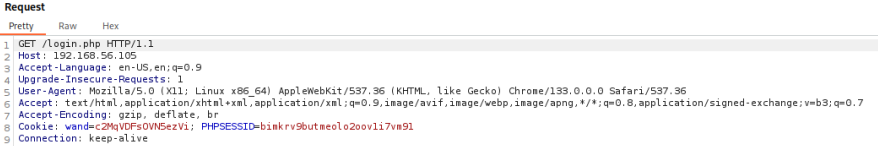 Request
Pretty Raw Hex
1 GET /login.php HTTP/1.1
2 Host: 192.168.56.105
3 Accept-Language: en-US,en;q=0.9
4 Upgrade-Insecure-Requests: 1
5 User-Agent: Mozilla/5.0 (X11; Linux x86_64) AppleWebKit/537.36 (KHTML, like Gecko) Chrome/133.0.0.0 Safari/537.36
6 Accept: text/html,application/xhtml+xml,application/xml;q=0.9,image/avif,image/webp,image/apng,*/*;q=0.8,application/signed-exchange;v=b3;q=0.7
7 Accept-Encoding: gzip, deflate, br
8 Cookie: wand=c2MqVDFsOVN5ezVi; PHPSESSID=bimkrv9butmeolo2oov1i7vm91
9 Connection: keep-alive